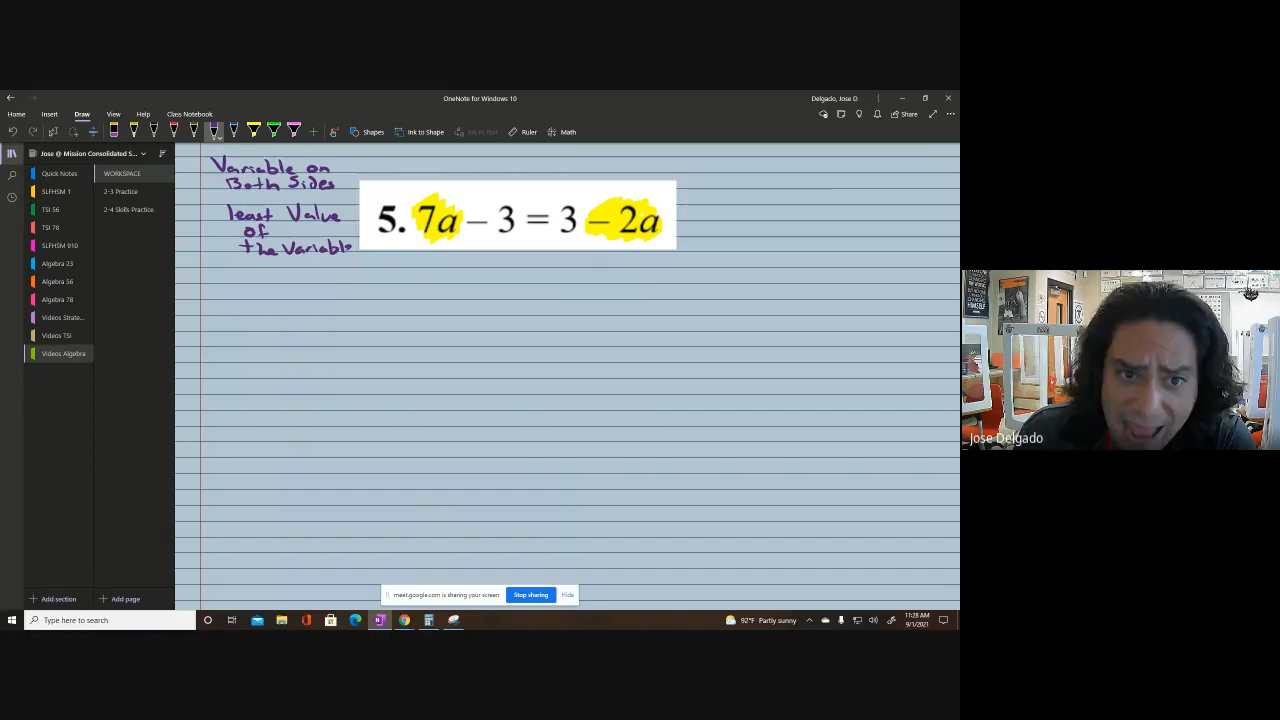 OneNote for Windows 10
Delgado, Jose D
Home Insert Draw View Help Class Notebook
Share
Shapes Ink to Shape Ink to Text Ruler Math
Jose @ Mission Consolidated S...
Quick Notes
SLFHSM 1
TSI 56
TSI 78
SLFHSM 910
Algebra 23
Algebra 56
Algebra 78
Videos Strate...
Videos TSI
Videos Algebra
WORKSPACE
2-3 Practice
2-4 Skills Practice
Variable on
Both Sides
least Value
of
the Variable
5. 7a – 3 = 3 – 2a
Jose Delgado
Add section
Add page
meet.google.com is sharing your screen.
Stop sharing
Hide
Type here to search
92°F Partly sunny
11:28 AM
9/1/2021